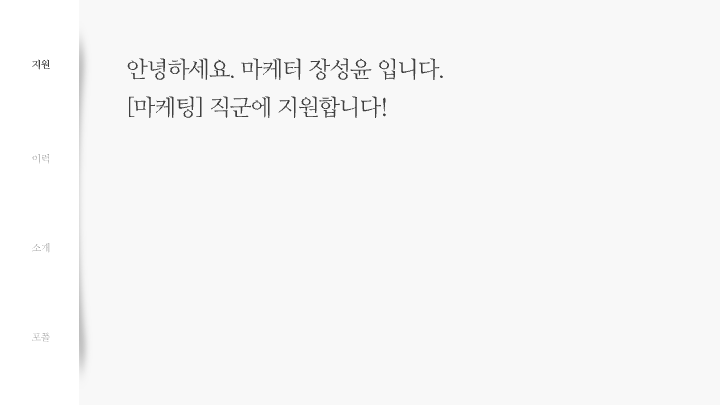 지원
이력
소개
포폴
안녕하세요. 마케터 장성윤 입니다.
[마케팅] 직군에 지원합니다!